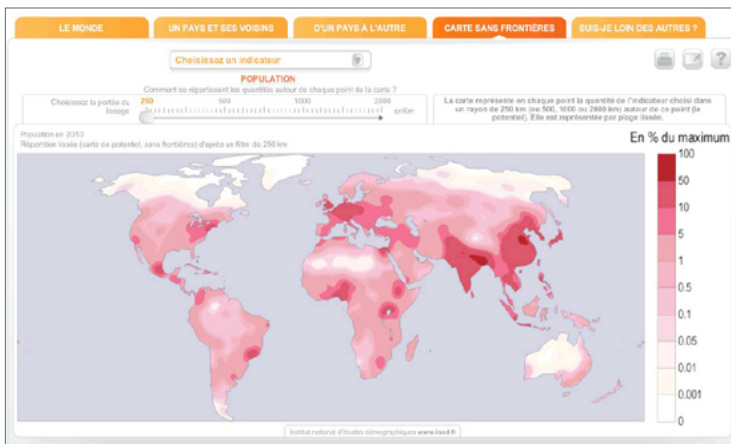 LE MONDE
UN PAYS ET SES VOISINS
D'UN PAYS À L'AUTRE
CARTE SANS FRONTIÈRES
SUIS-JE LOIN DES AUTRES ?
Choisissez un indicateur
?
POPULATION
Comment se répartissent les quantités autour de chaque point de la carte ?
Choisissez la portée du
lissage
250
500
1000
2000
en Km
La carte représente en chaque point la quantité de l'indicateur choisi dans
un rayon de 250 km (ou 500, 1000 ou 2000 km) autour de ce point (le
potentiel). Elle est représentée par plage lissée.
Population en 2010
Répartition lissée (carte de potentiel, sans frontières) d'après un filtre de 250 km
En % du maximum
100
50
10
5
1
0.5
0.1
0.05
0.01
0.001
0
Institut national d'études démographiques www.ined.fr